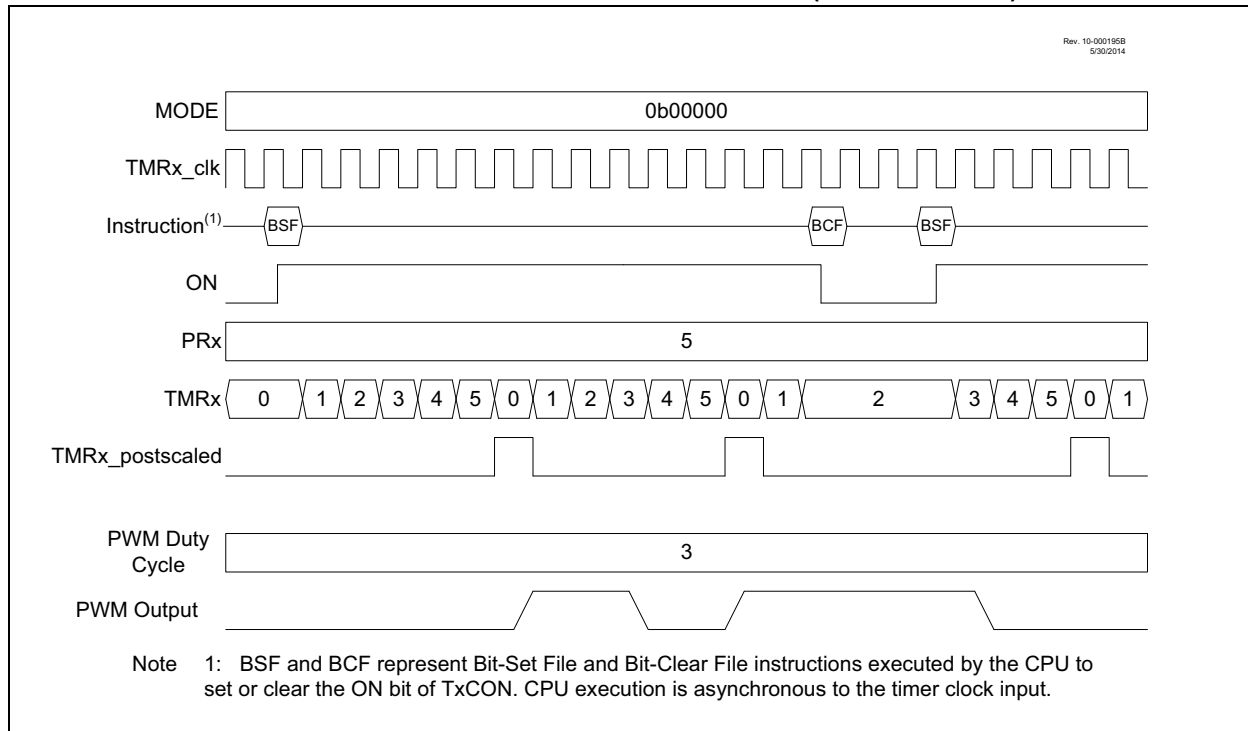 Rev. 10-000195B
5/30/2014
MODE 0b00000
TMRx_clk
Instruction(1) BSF BCF BSF
ON
PRx 5
TMRx 0 1 2 3 4 5 0 1 2 3 4 5 0 1 2 3 4 5 0 1
TMRx_postscaled
PWM Duty
Cycle
3
PWM Output
Note 1: BSF and BCF represent Bit-Set File and Bit-Clear File instructions executed by the CPU to
set or clear the ON bit of TxCON. CPU execution is asynchronous to the timer clock input.